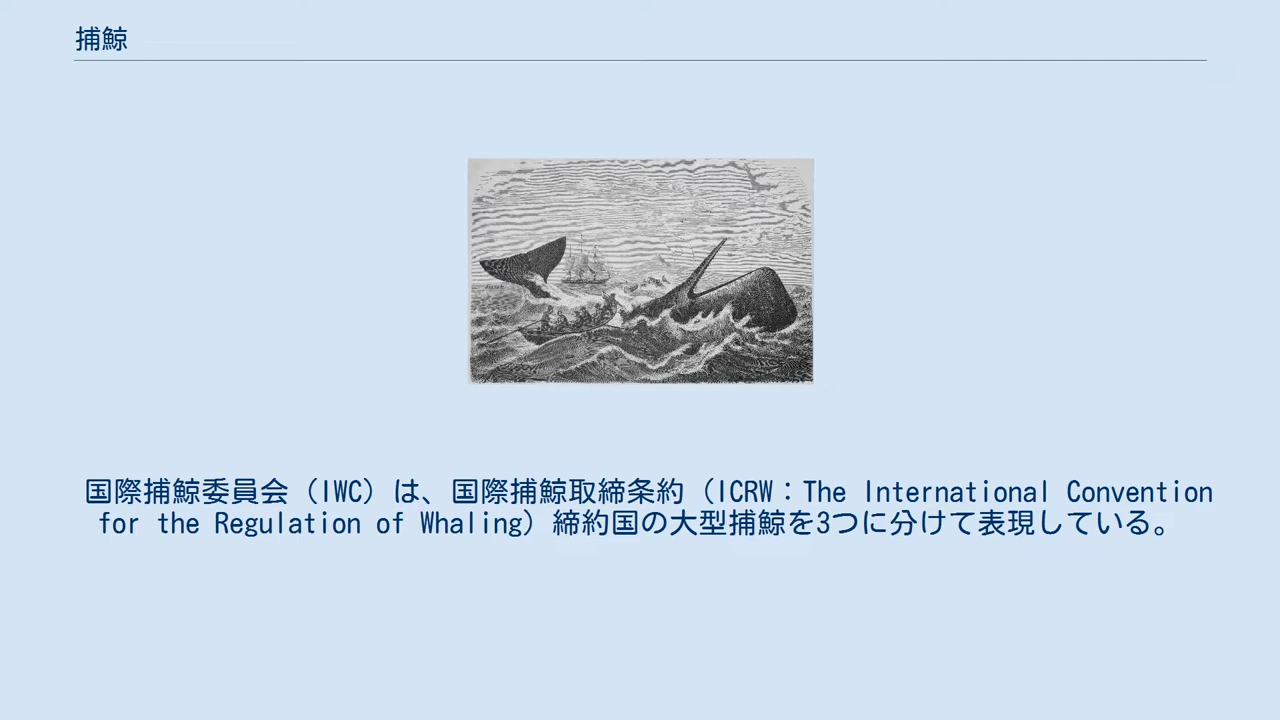 捕鯨
国際捕鯨委員会（IWC）は、国際捕鯨取締条約（ICRW：The International Convention
for the Regulation of Whaling）締約国の大型捕鯨を3つに分けて表現している。